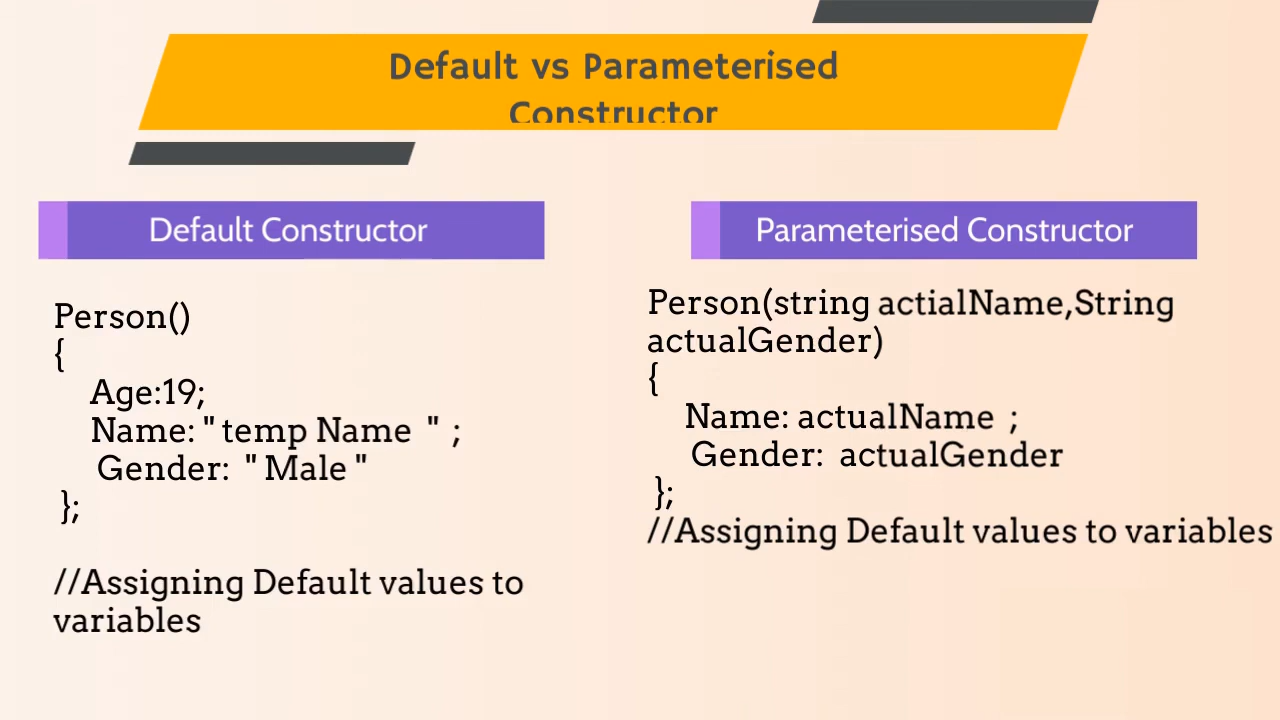 Default vs Parameterised
Constructor
Default Constructor
Person()
{
Age:19;
Name: " temp Name " ;
Gender: " Male "
};
//Assigning Default values to
variables
Parameterised Constructor
Person(string actialName,String
actualGender)
{
Name: actualName ;
Gender: actualGender
};
//Assigning Default values to variables